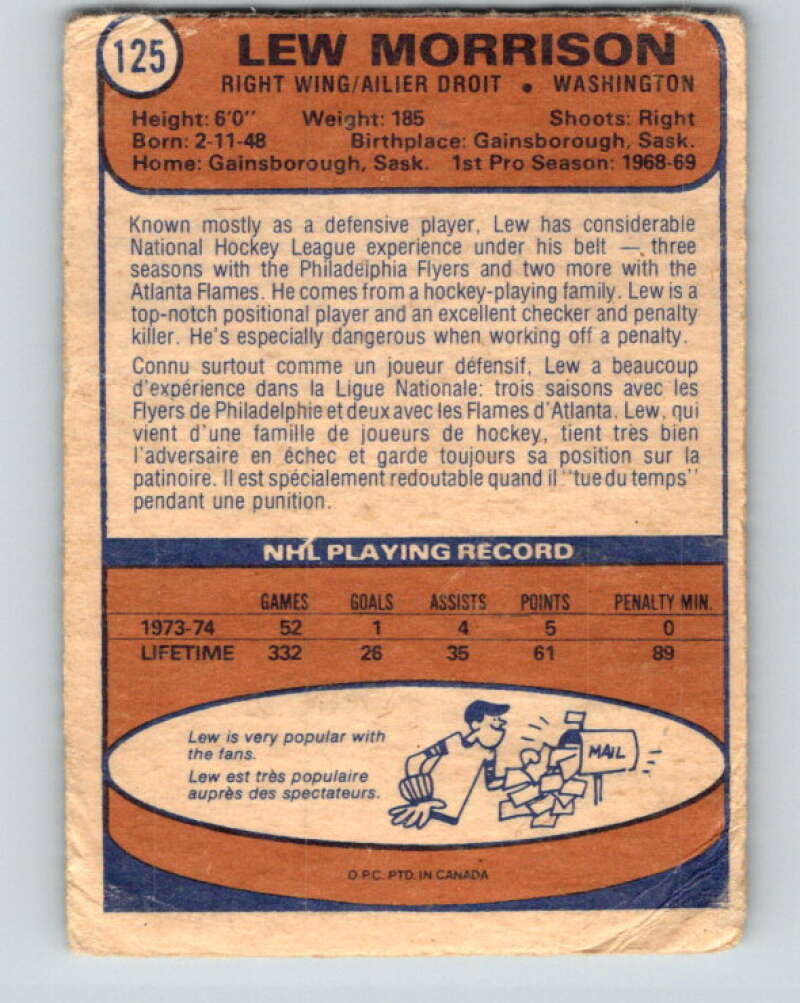 125
LEW MORRISON
RIGHT WING/AILIER DROIT • WASHINGTON
Height: 6'0" Weight: 185 Shoots: Right
Born: 2-11-48 Birthplace: Gainsborough, Sask.
Home: Gainsborough, Sask. 1st Pro Season: 1968-69
Known mostly as a defensive player, Lew has considerable
National Hockey League experience under his belt — three
seasons with the Philadelphia Flyers and two more with the
Atlanta Flames. He comes from a hockey-playing family. Lew is a
top-notch positional player and an excellent checker and penalty
killer. He's especially dangerous when working off a penalty.
Connu surtout comme un joueur défensif, Lew a beaucoup
d'expérience dans la Ligue Nationale: trois saisons avec les
Flyers de Philadelphie et deux avec les Flames d'Atlanta. Lew, qui
vient d'une famille de joueurs de hockey, tient très bien
l'adversaire en échec et garde toujours sa position sur la
patinoire. Il est spécialement redoutable quand il "tue du temps"
pendant une punition.
NHL PLAYING RECORD
GAMES GOALS ASSISTS POINTS PENALTY MIN.
1973-74 52 1 4 5 0
LIFETIME 332 26 35 61 89
Lew is very popular with
the fans.
Lew est très populaire
auprès des spectateurs.
MAIL
O.P.C. PTD. IN CANADA